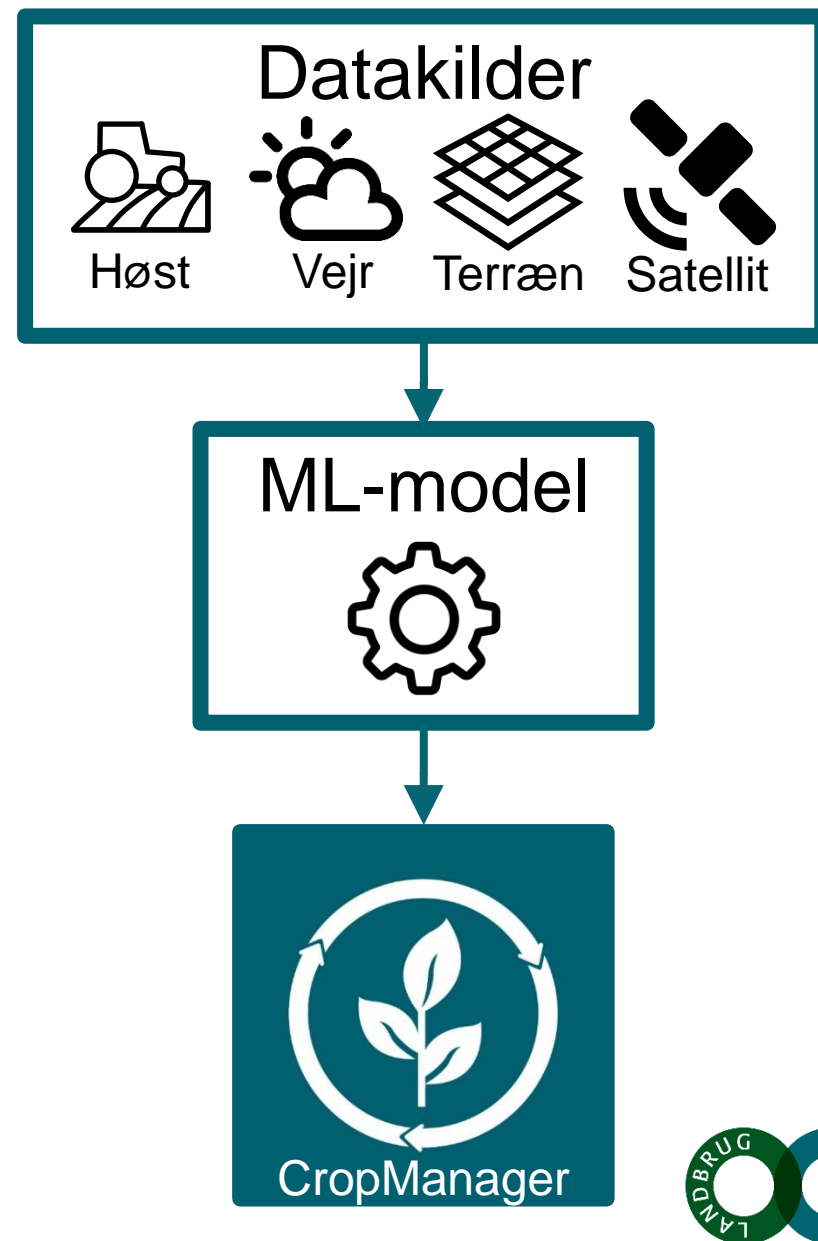 Datakilder
Høst Vejr Terræn Satellit
ML-model
CropManager
LANDBRUG